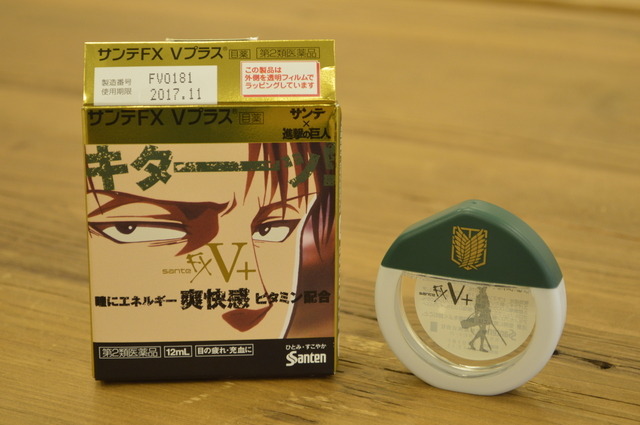 サンテFX Vプラス® 目薬 第2類医薬品
製造番号 FV0181
使用期限 2017.11
この製品は
外側を透明フィルムで
ラッピングしています
サンテFX Vプラス® 目薬
サンテ
×
進撃の巨人
キターーーッ!
sante FX V+
瞳にエネルギー 爽快感 ビタミン配合
第2類医薬品 12mL 目の疲れ・充血に
ひとみ・すこやか
Santen
sante FX V+
Santen